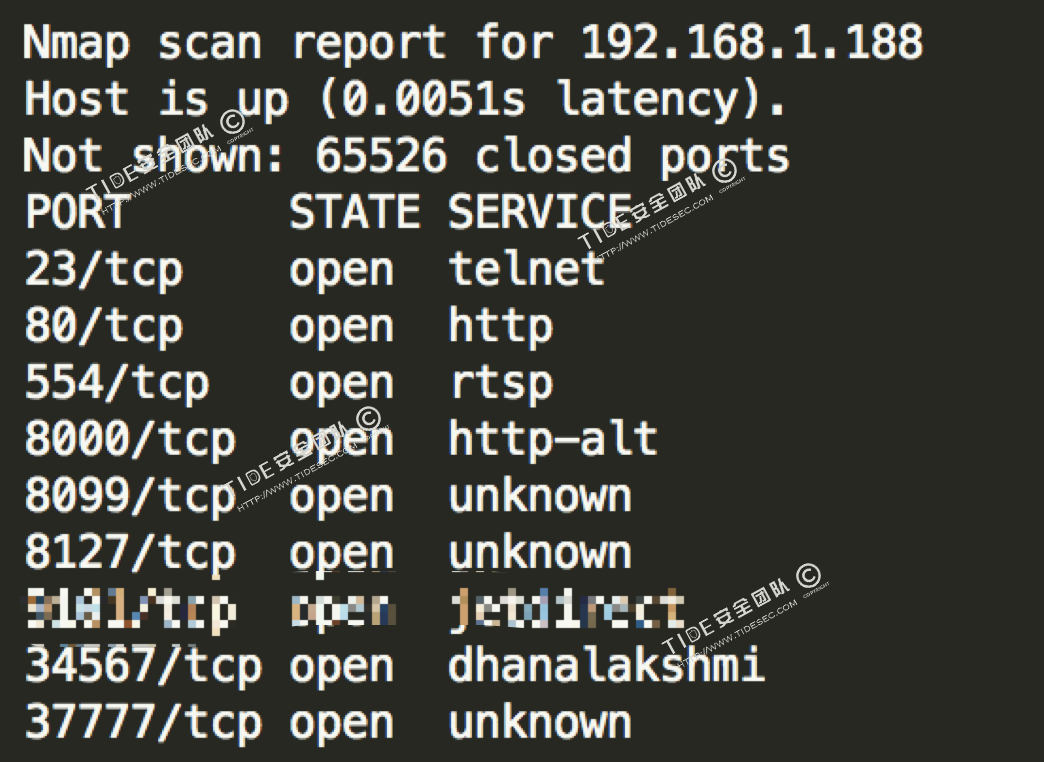 Nmap scan report for 192.168.1.188
Host is up (0.0051s latency).
Not shown: 65526 closed ports
PORT STATE SERVICE
23/tcp open telnet
80/tcp open http
554/tcp open rtsp
8000/tcp open http-alt
8099/tcp open unknown
8127/tcp open unknown
open
34567/tcp open dhanalakshmi
37777/tcp open unknown
TIDE安全团队 © COPYRIGHT
HTTP://WWW.TIDESEC.COM
TIDE安全团队 © COPYRIGHT
HTTP://WWW.TIDESEC.COM
TIDE安全团队 © COPYRIGHT
HTTP://WWW.TIDESEC.COM
TIDE安全团队 © COPYRIGHT
HTTP://WWW.TIDESEC.COM